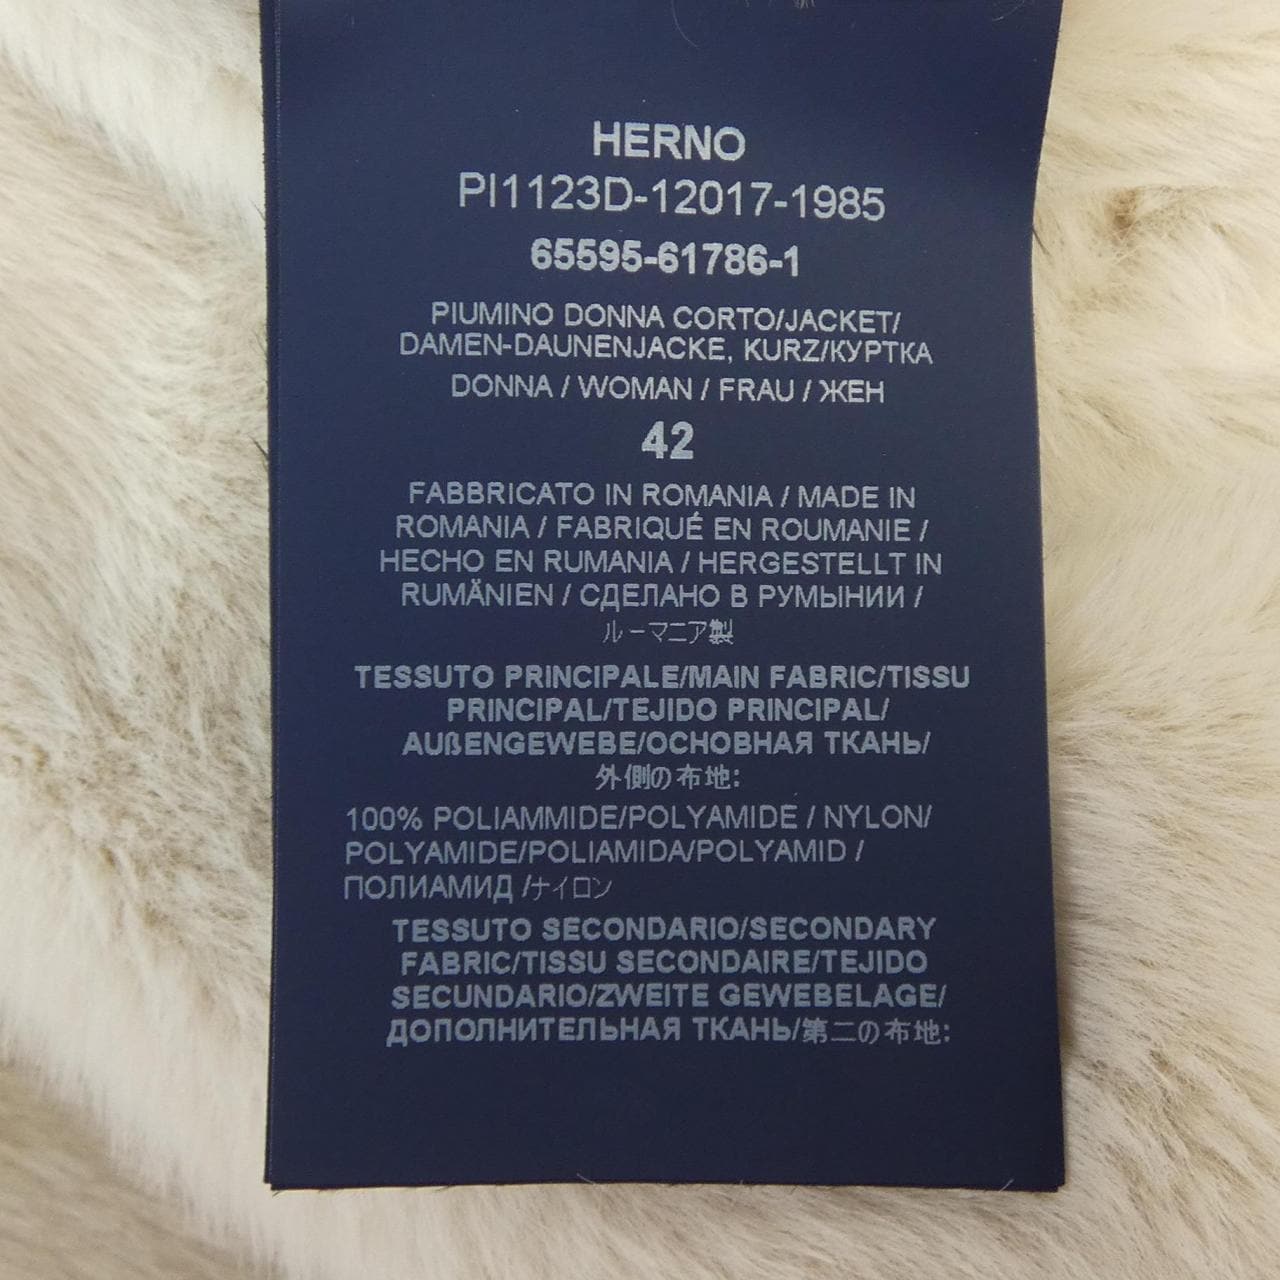 HERNO
PI1123D-12017-1985
65595-61786-1
PIUMINO DONNA CORTO/JACKET/
DAMEN-DAUNENJACKE, KURZ/КУРТКА
DONNA / WOMAN / FRAU / ЖЕН
42
FABBRICATO IN ROMANIA / MADE IN
ROMANIA / FABRIQUÉ EN ROUMANIE /
HECHO EN RUMANIA / HERGESTELLT IN
RUMÄNIEN / СДЕЛАНО В РУМЫНИИ /
ルーマニア製
TESSUTO PRINCIPALE/MAIN FABRIC/TISSU
PRINCIPAL/TEJIDO PRINCIPAL/
AUßENGEWEBE/ОСНОВНАЯ ТКАНЬ/
外側の布地:
100% POLIAMMIDE/POLYAMIDE / NYLON/
POLYAMIDE/POLIAMIDA/POLYAMID /
ПОЛИАМИД /ナイロン
TESSUTO SECONDARIO/SECONDARY
FABRIC/TISSU SECONDAIRE/TEJIDO
SECUNDARIO/ZWEITE GEWEBELAGE/
ДОПОЛНИТЕЛЬНАЯ ТКАНЬ/第二の布地: